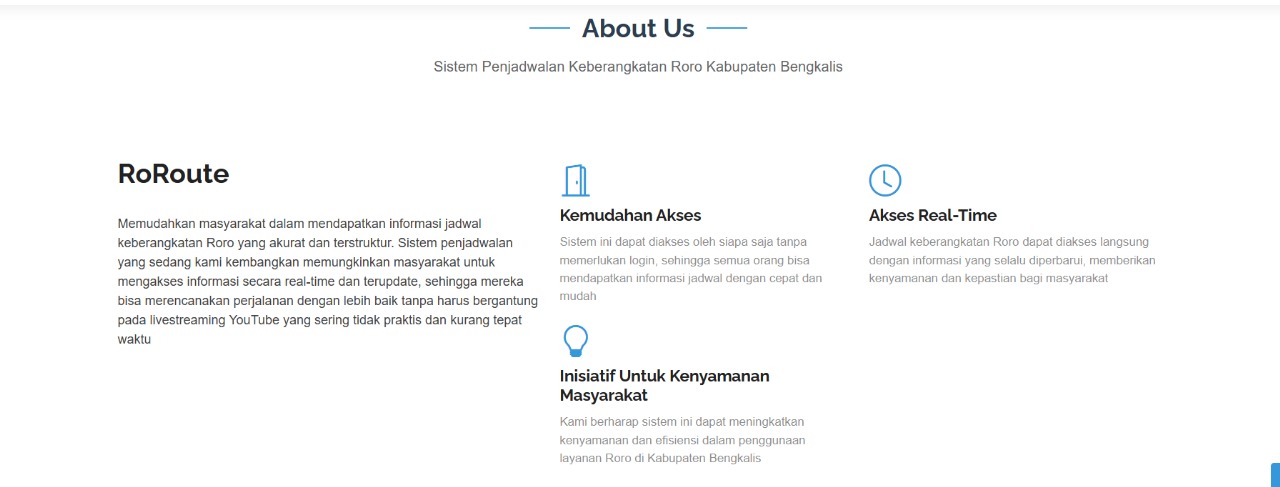 About Us
Sistem Penjadwalan Keberangkatan Roro Kabupaten Bengkalis
RoRoute
Memudahkan masyarakat dalam mendapatkan informasi jadwal
keberangkatan Roro yang akurat dan terstruktur. Sistem penjadwalan
yang sedang kami kembangkan memungkinkan masyarakat untuk
mengakses informasi secara real-time dan terupdate, sehingga mereka
bisa merencanakan perjalanan dengan lebih baik tanpa harus bergantung
pada livestreaming YouTube yang sering tidak praktis dan kurang tepat
waktu
Kemudahan Akses
Sistem ini dapat diakses oleh siapa saja tanpa
memerlukan login, sehingga semua orang bisa
mendapatkan informasi jadwal dengan cepat dan
mudah
Akses Real-Time
Jadwal keberangkatan Roro dapat diakses langsung
dengan informasi yang selalu diperbarui, memberikan
kenyamanan dan kepastian bagi masyarakat
Inisiatif Untuk Kenyamanan
Masyarakat
Kami berharap sistem ini dapat meningkatkan
kenyamanan dan efisiensi dalam penggunaan
layanan Roro di Kabupaten Bengkalis